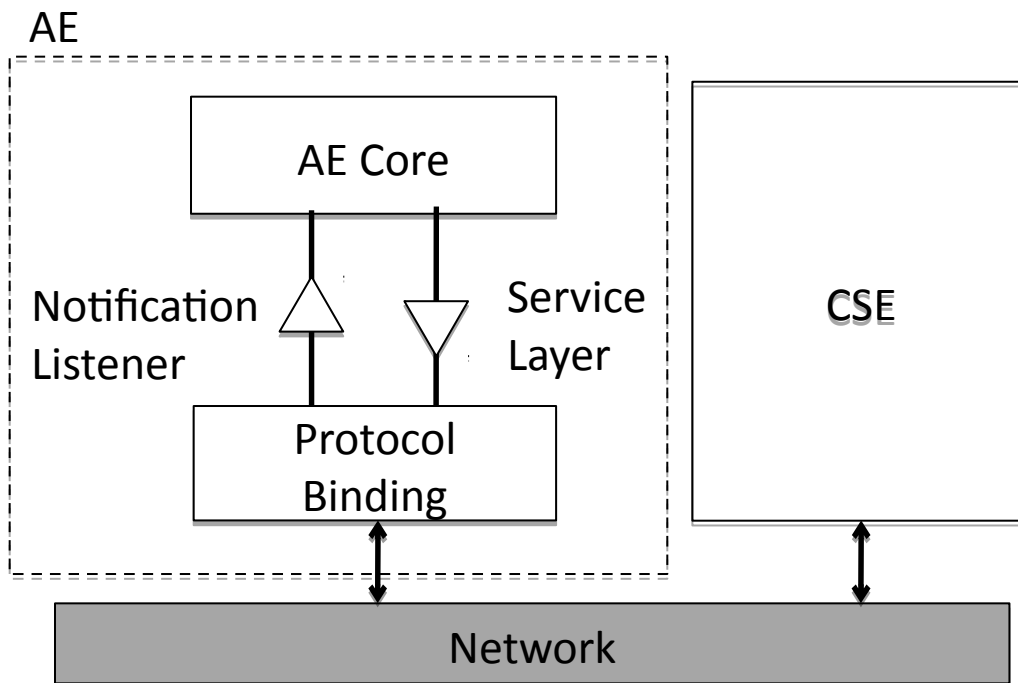 AE
AE Core
Notification
Listener
Service
Layer
CSE
Protocol
Binding
Network